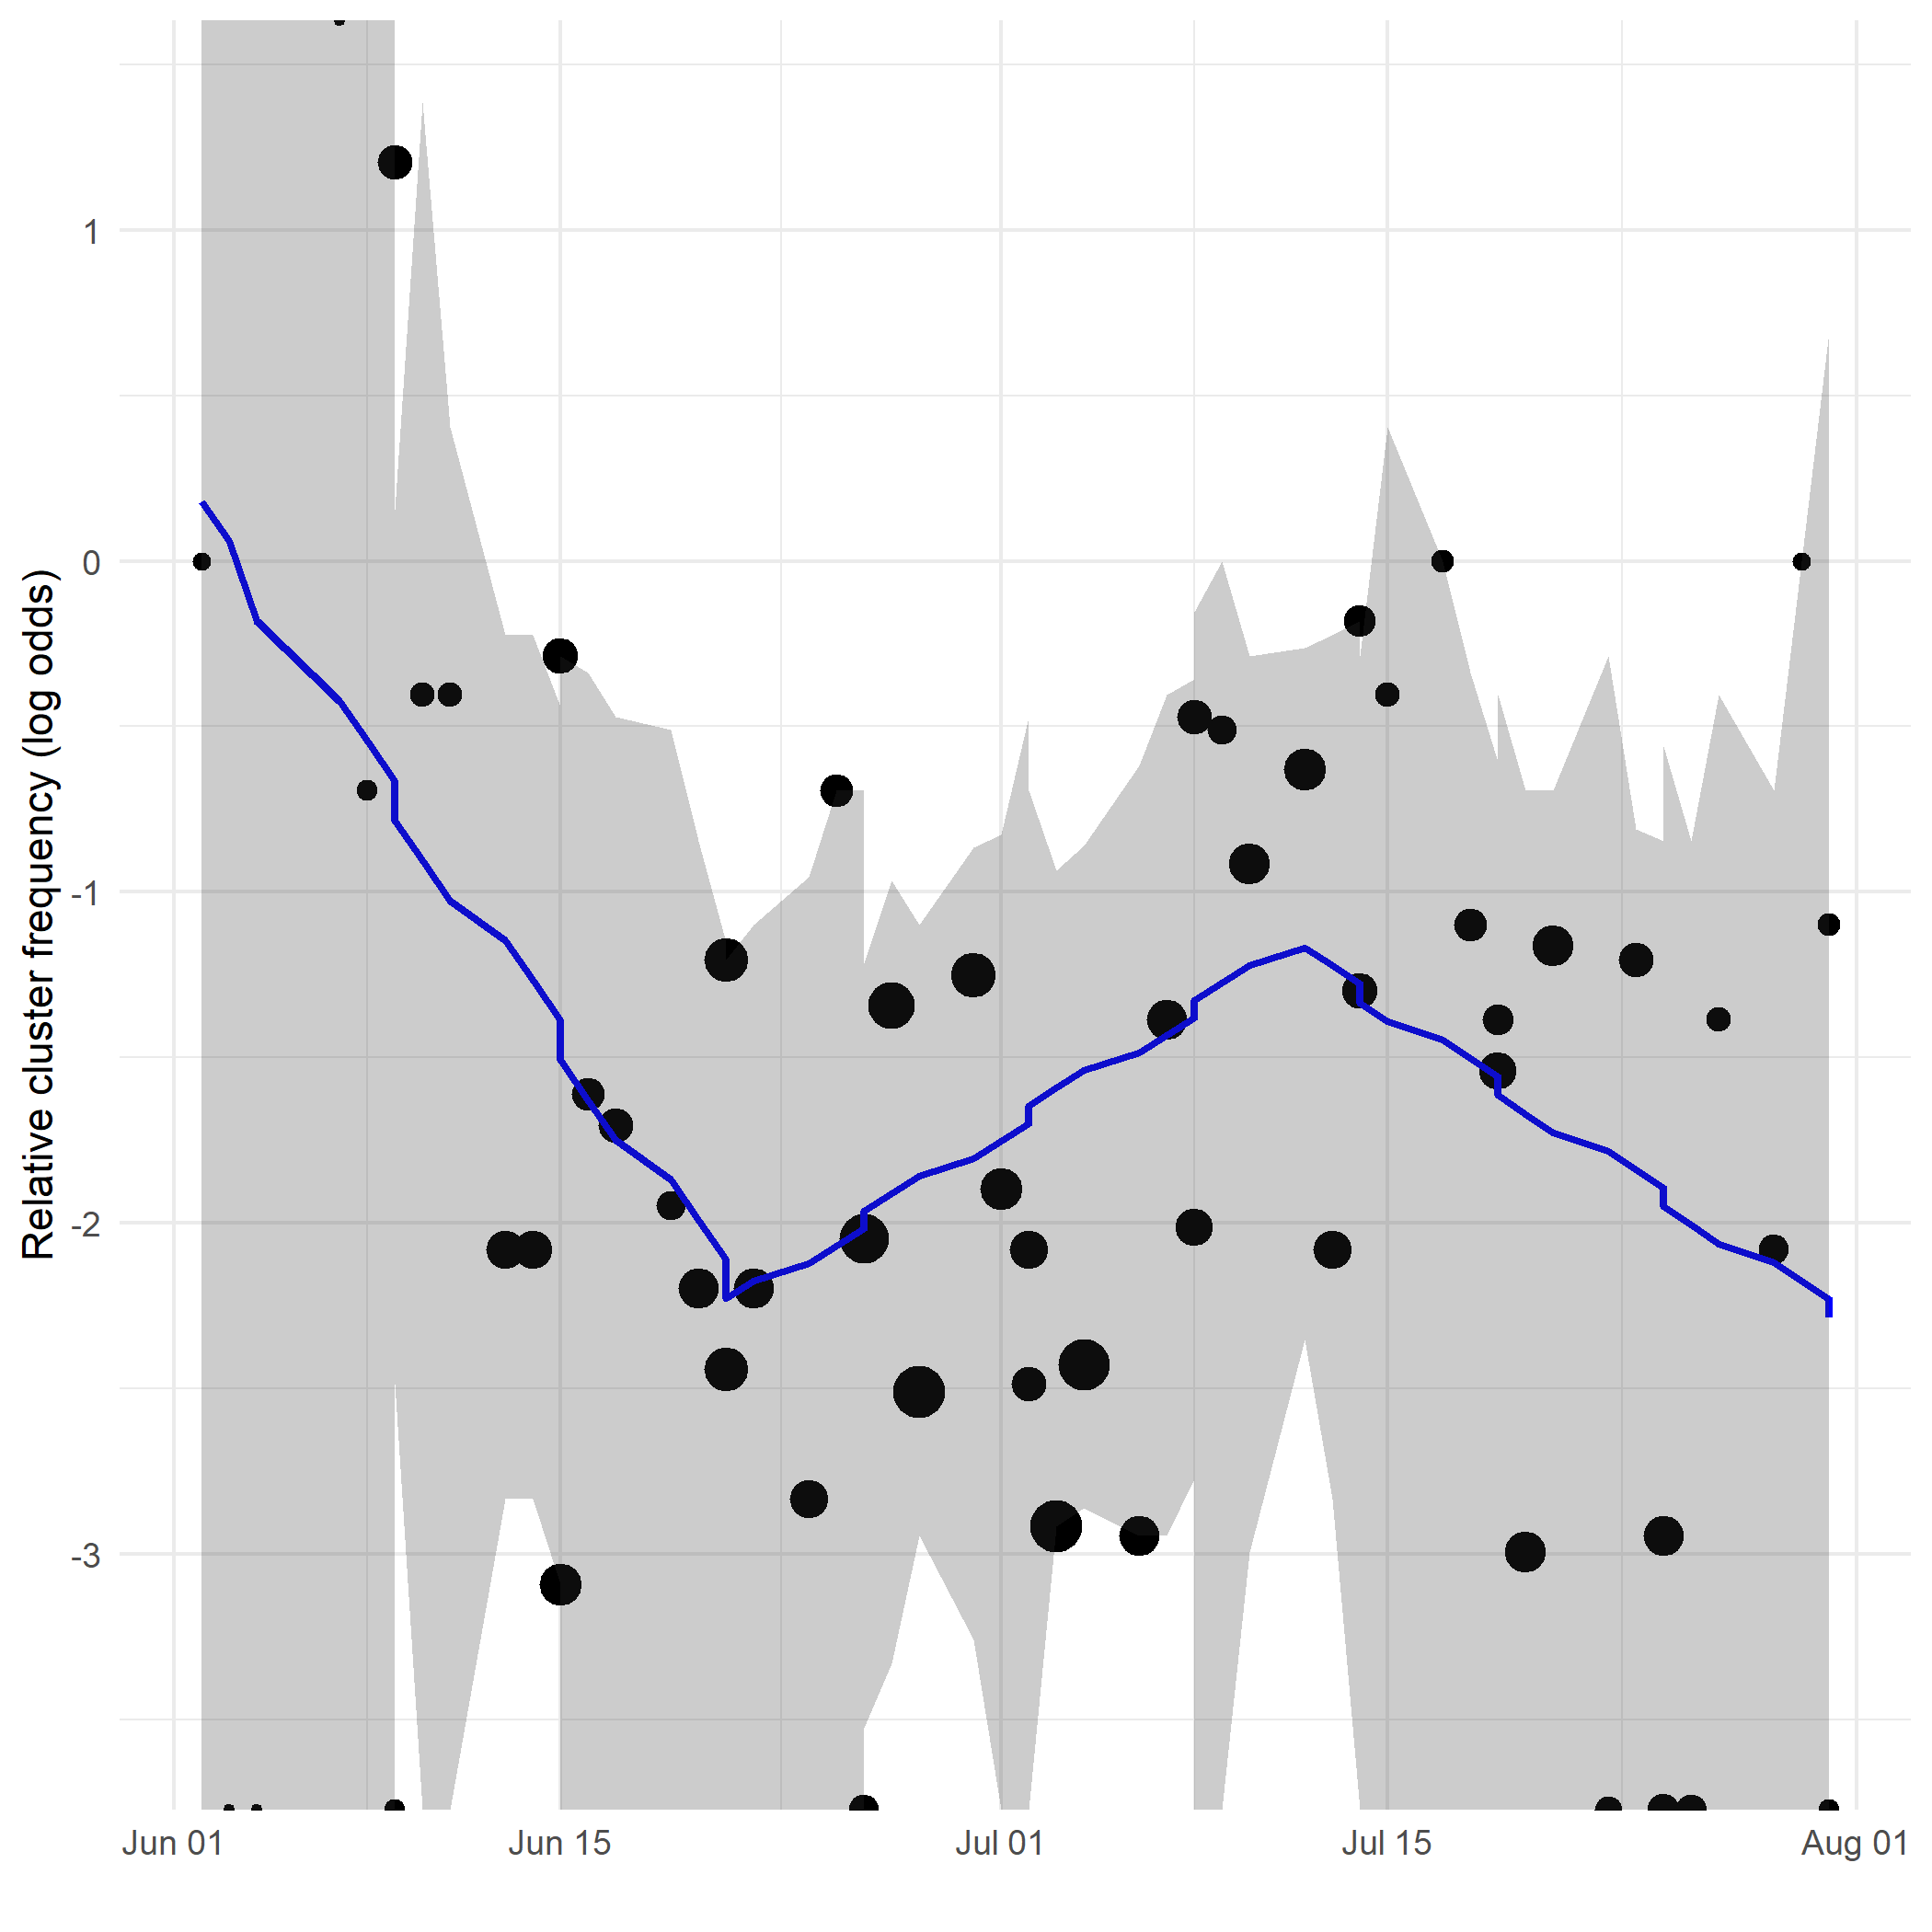 Relative cluster frequency (log odds)
1
0
-1
-2
-3
Jun 01
Jun 15
Jul 01
Jul 15
Aug 01